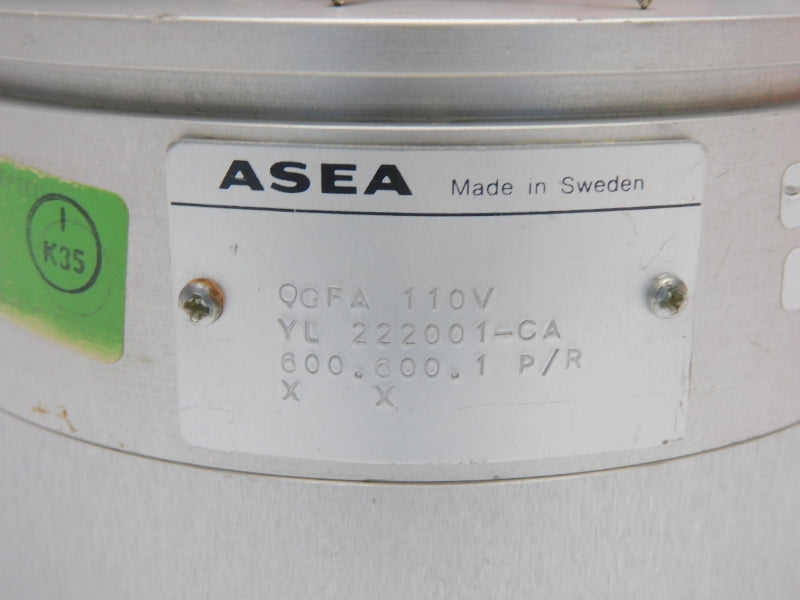 ASEA Made in Sweden
I
K35
QGFA 110V
YL 222001-CA
600.600.1 P/R
X X